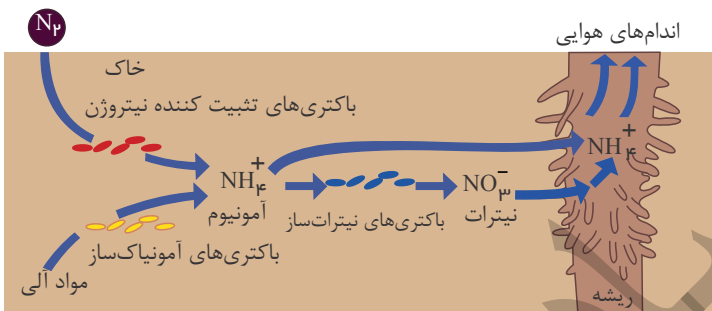 N۲
اندام‌های هوایی
خاک
باکتری‌های تثبیت کننده نیتروژن
NH۴+
آمونیوم
باکتری‌های نیترات‌ساز
NO۳−
نیترات
NH۴+
باکتری‌های آمونیاک‌ساز
مواد آلی
ریشه